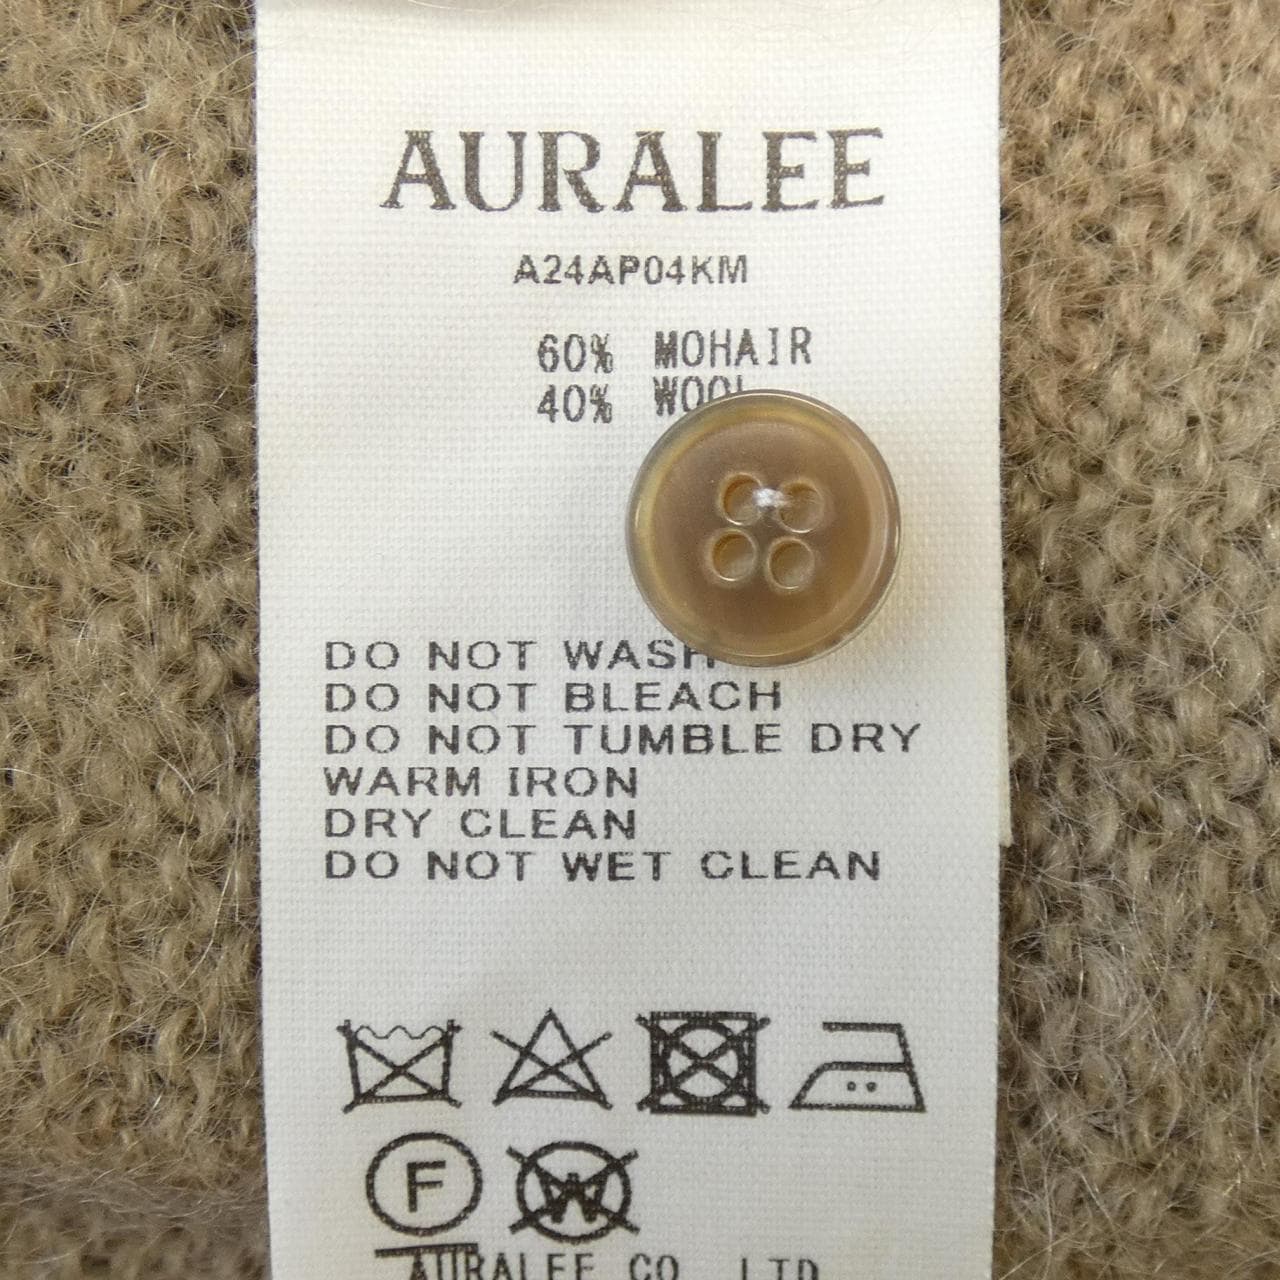 AURALEE
A24AP04KM
60% MOHAIR
40% WOOL
DO NOT WASH
DO NOT BLEACH
DO NOT TUMBLE DRY
WARM IRON
DRY CLEAN
DO NOT WET CLEAN
F
W
AURALEE CO. LTD